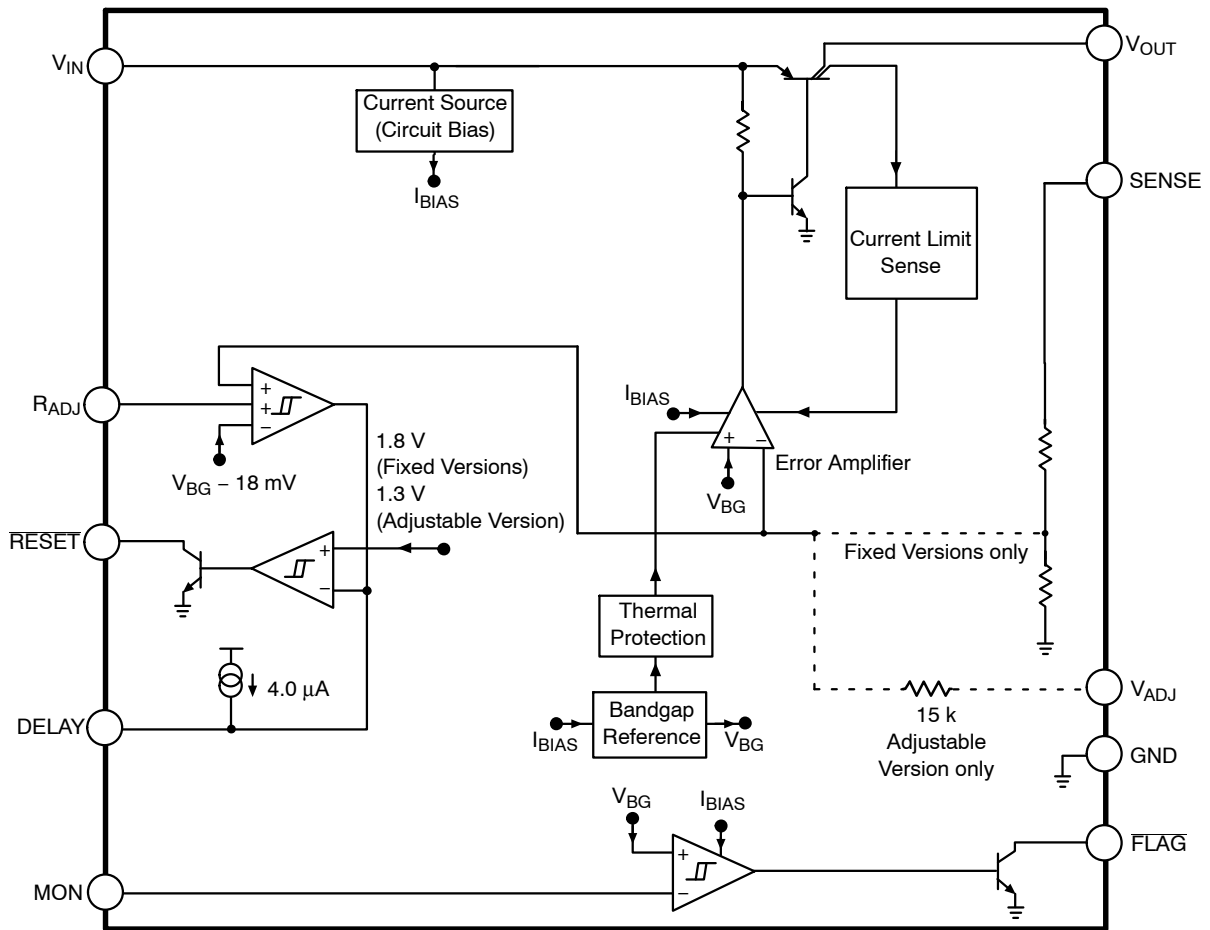 VIN
VOUT
Current Source
(Circuit Bias)
IBIAS
SENSE
Current Limit
Sense
RADJ
+
+
−
VBG − 18 mV
1.8 V
(Fixed Versions)
1.3 V
(Adjustable Version)
IBIAS
+
−
Error Amplifier
VBG
RESET
+
−
Fixed Versions only
Thermal
Protection
4.0 μA
DELAY
IBIAS
Bandgap
Reference
VBG
15 k
Adjustable
Version only
VADJ
GND
VBG
IBIAS
+
−
FLAG
MON